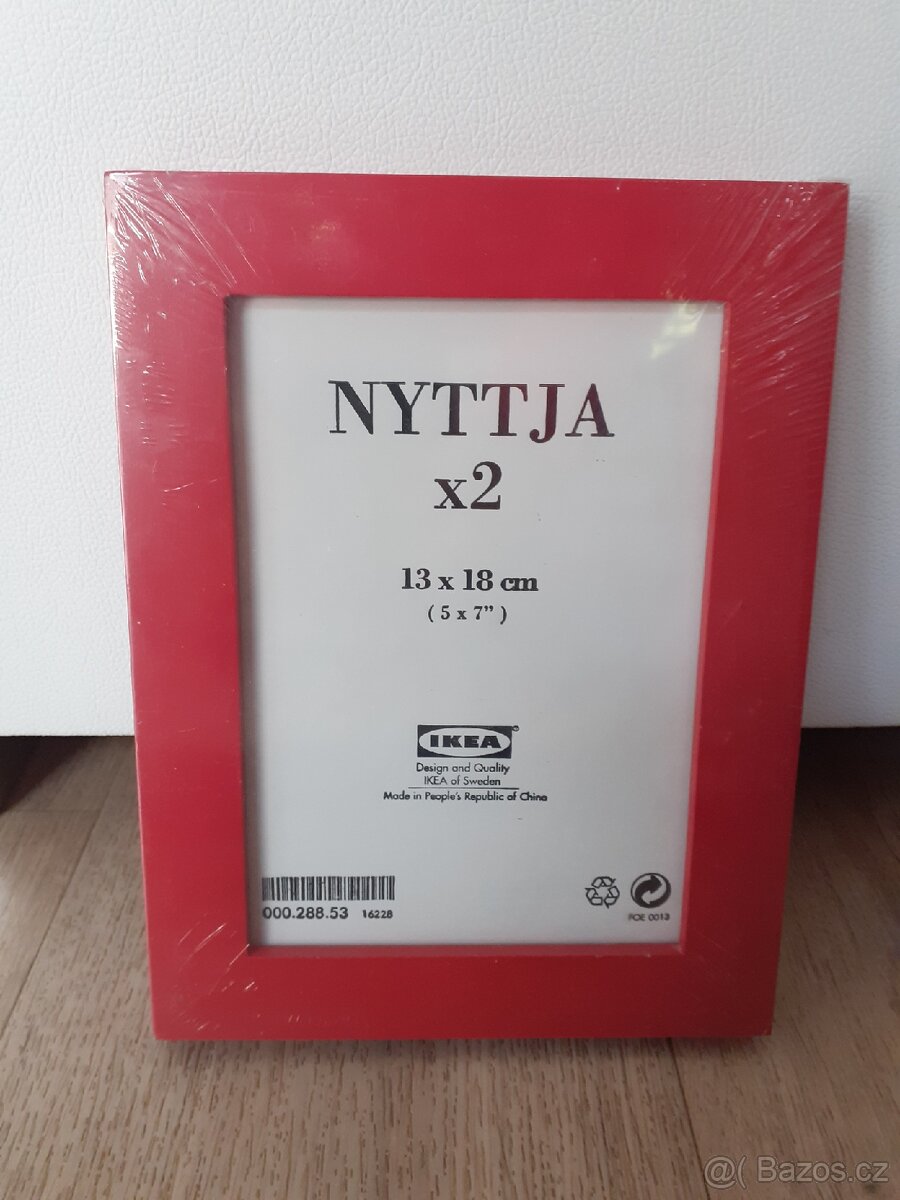 NYTTJA
x2
13 x 18 cm
( 5 x 7” )
IKEA
Design and Quality
IKEA of Sweden
Made in People's Republic of China
000.288.53 16228
FOE 0013
@( Bazos.cz